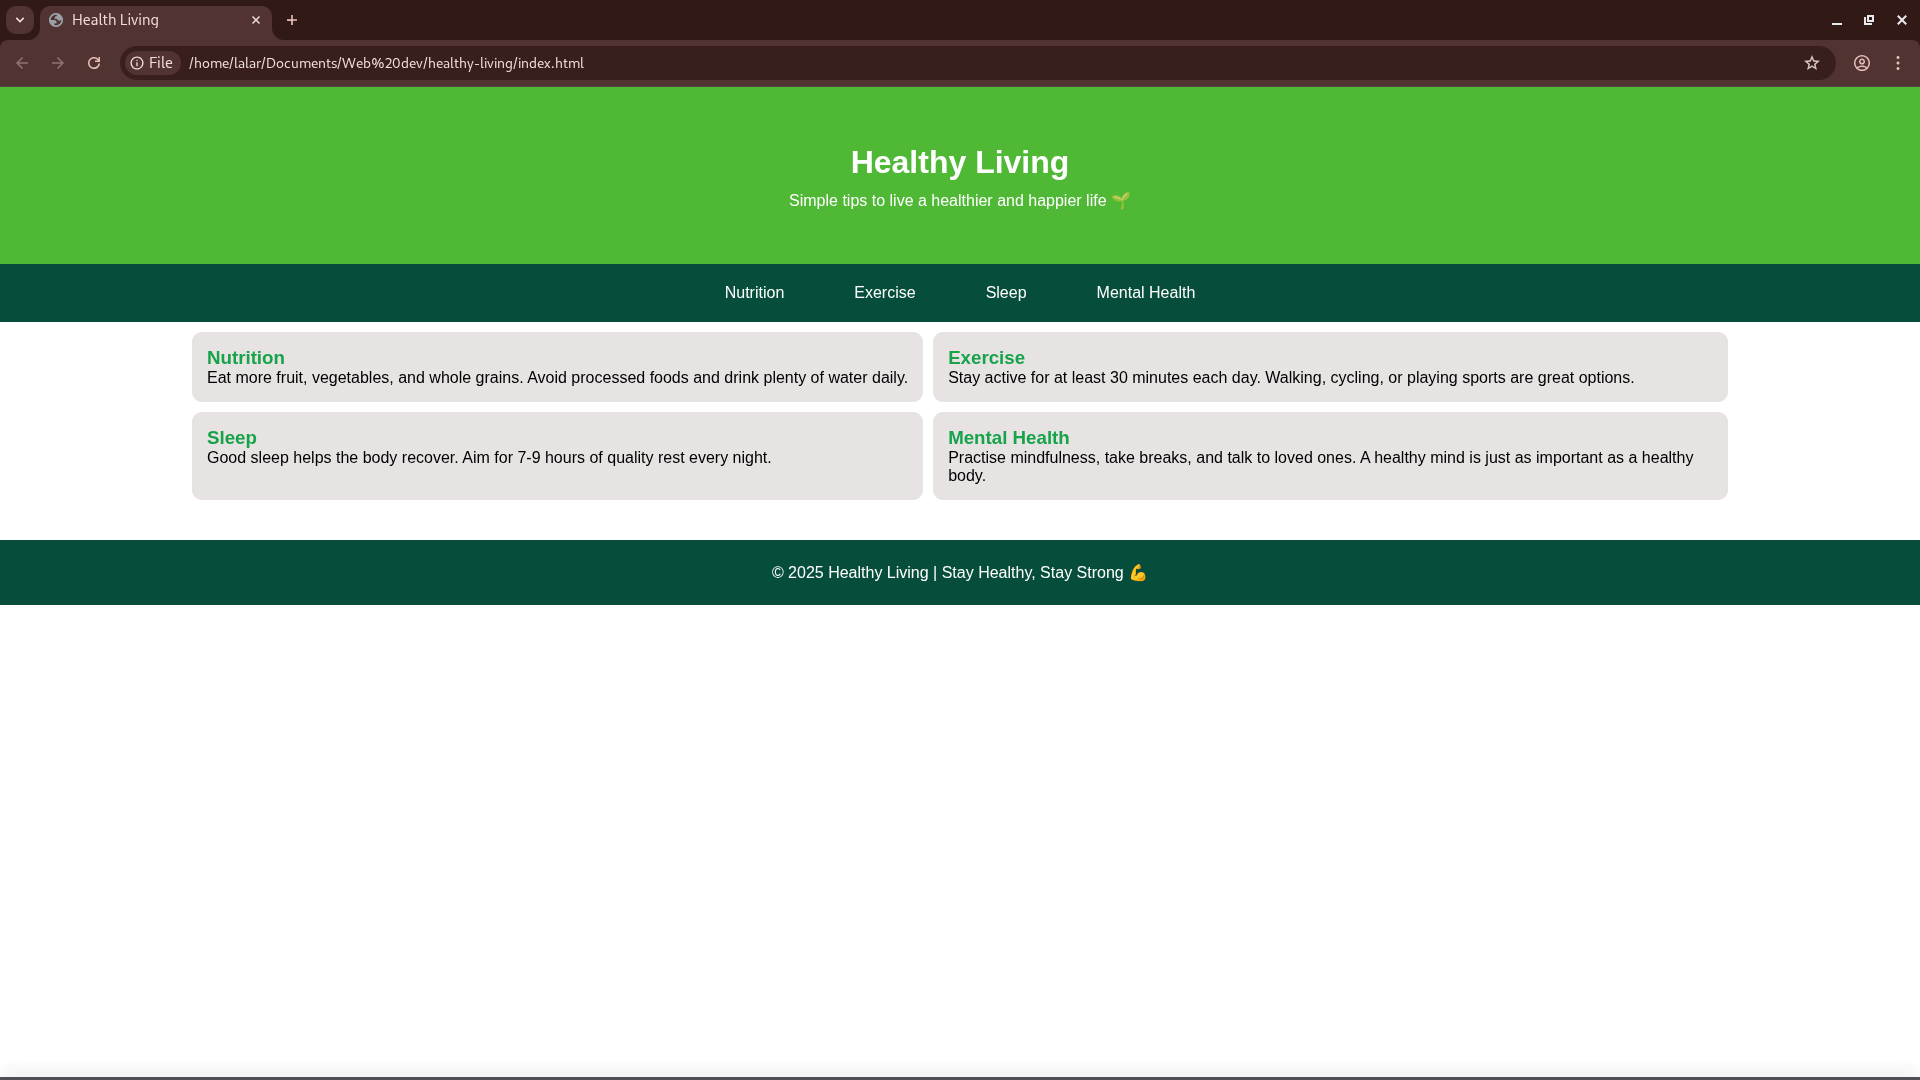 Health Living
File /home/lalar/Documents/Web%20dev/healthy-living/index.html
Healthy Living
Simple tips to live a healthier and happier life 🌱
Nutrition Exercise Sleep Mental Health
Nutrition
Eat more fruit, vegetables, and whole grains. Avoid processed foods and drink plenty of water daily.
Exercise
Stay active for at least 30 minutes each day. Walking, cycling, or playing sports are great options.
Sleep
Good sleep helps the body recover. Aim for 7-9 hours of quality rest every night.
Mental Health
Practise mindfulness, take breaks, and talk to loved ones. A healthy mind is just as important as a healthy
body.
© 2025 Healthy Living | Stay Healthy, Stay Strong 💪